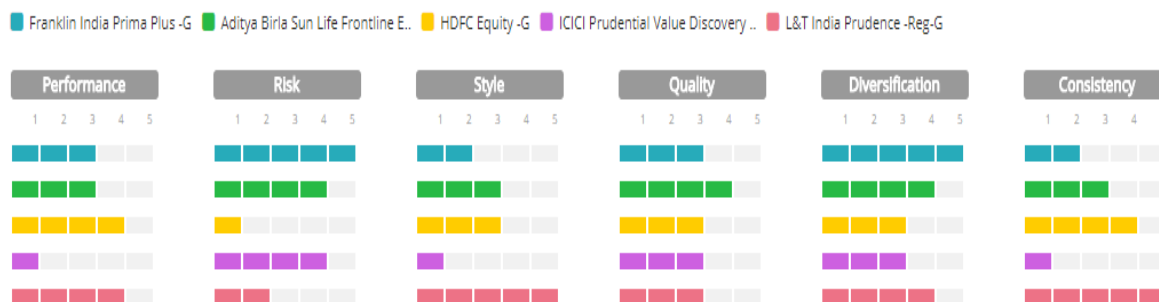 Franklin India Prima Plus -G Aditya Birla Sun Life Frontline E.. HDFC Equity -G ICICI Prudential Value Discovery .. L&T India Prudence -Reg-G
Performance Risk Style Quality Diversification Consistency
1 2 3 4 5 1 2 3 4 5 1 2 3 4 5 1 2 3 4 5 1 2 3 4 5 1 2 3 4